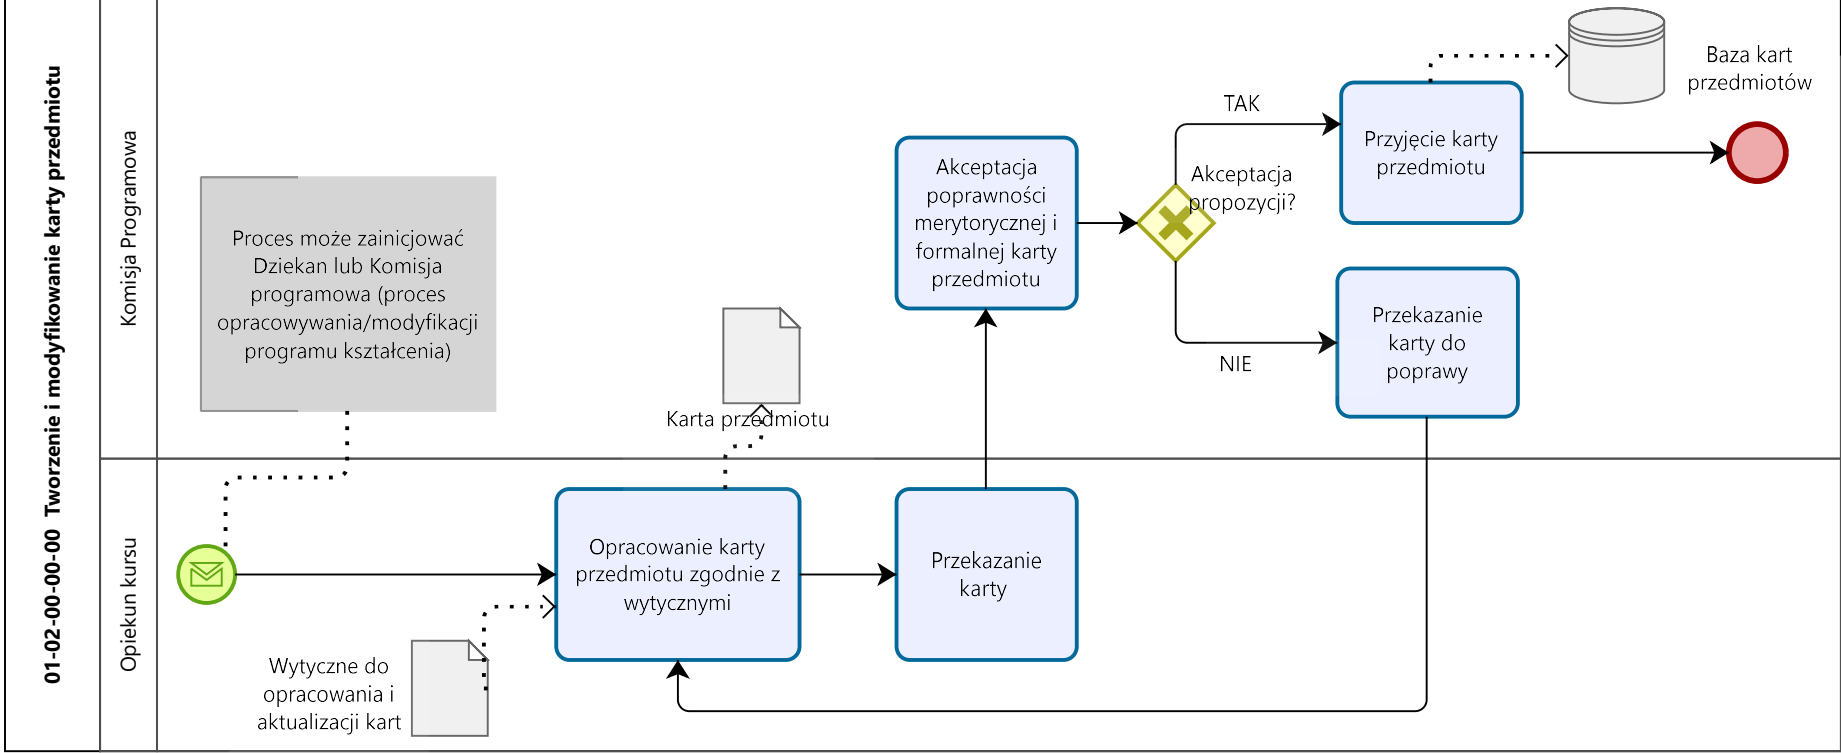 01-02-00-00-00 Tworzenie i modyfikowanie karty przedmiotu
Komisja Programowa
Proces może zainicjować
Dziekan lub Komisja
programowa (proces
opracowywania/modyfikacji
programu kształcenia)
Karta przedmiotu
Akceptacja
poprawności
merytorycznej i
formalnej karty
przedmiotu
Akceptacja
propozycji?
TAK
NIE
Przyjęcie karty
przedmiotu
Baza kart
przedmiotów
Przekazanie
karty do
poprawy
Opiekun kursu
Wytyczne do
opracowania i
aktualizacji kart
Opracowanie karty
przedmiotu zgodnie z
wytycznymi
Przekazanie
karty